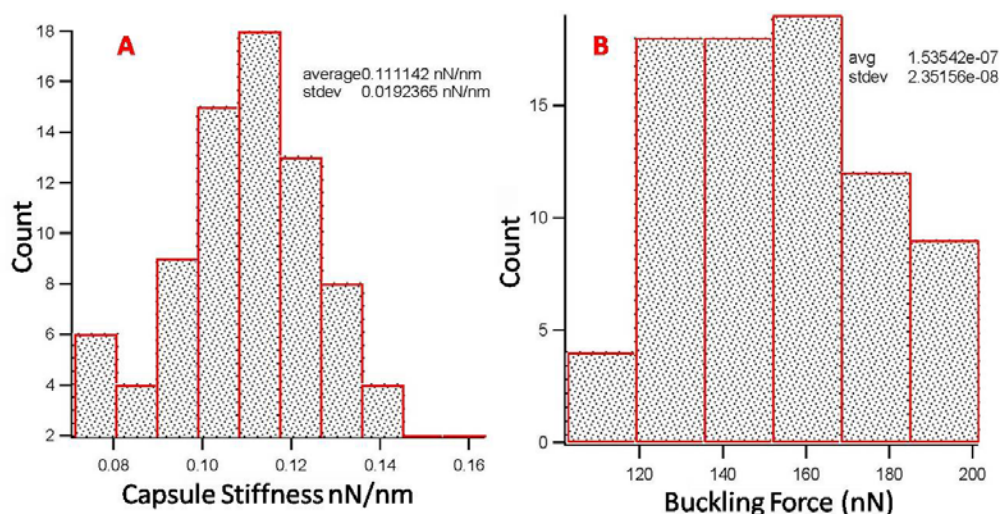 A
average0.111142 nN/nm
stdev 0.0192365 nN/nm
18
16
14
12
10
8
6
4
2
Count
0.08 0.10 0.12 0.14 0.16
Capsule Stiffness nN/nm
B
avg 1.53542e-07
stdev 2.35156e-08
15
10
5
0
Count
120 140 160 180 200
Buckling Force (nN)